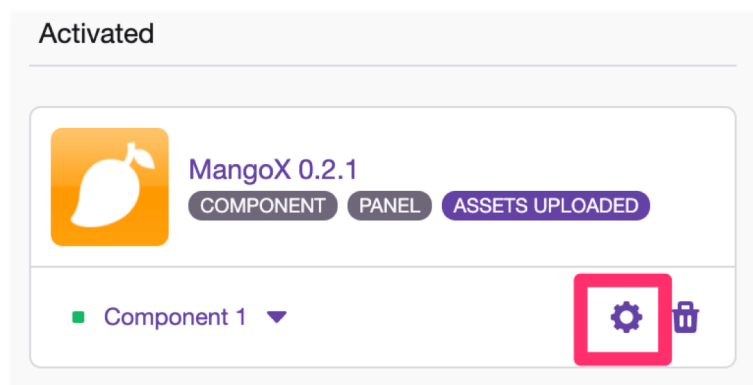 Activated
MangoX 0.2.1
COMPONENT PANEL ASSETS UPLOADED
Component 1